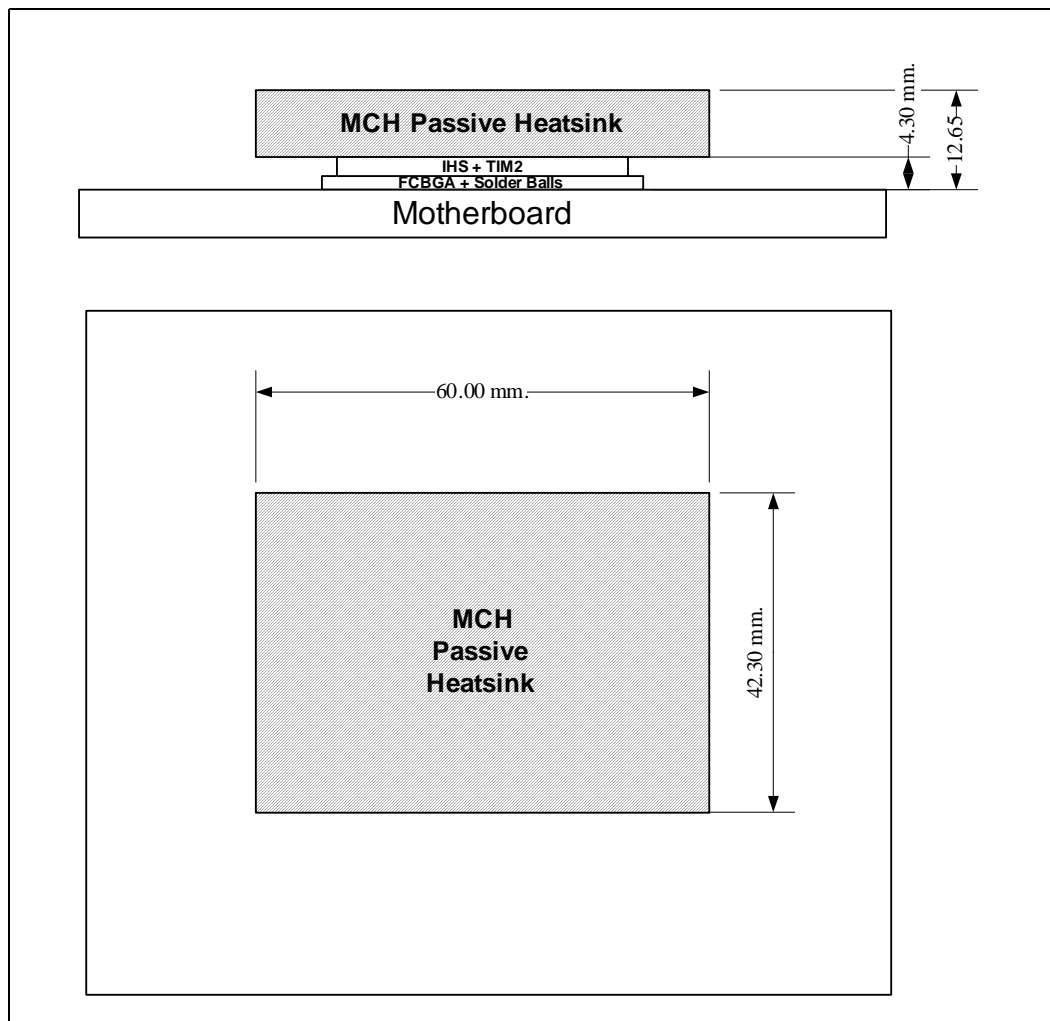 MCH Passive Heatsink
IHS + TIM2
FCBGA + Solder Balls
Motherboard
4.30 mm.
12.65
60.00 mm.
MCH
Passive
Heatsink
42.30 mm.